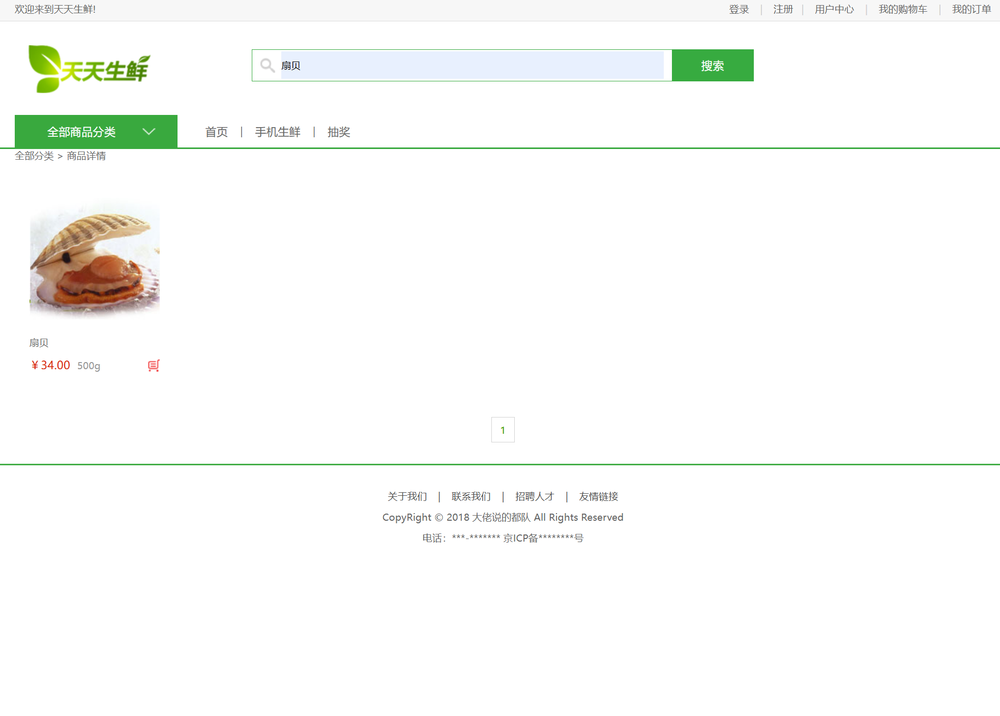 欢迎来到天天生鲜!
登录 | 注册 | 用户中心 | 我的购物车 | 我的订单
天天生鲜
扇贝
搜索
全部商品分类
首页 | 手机生鲜 | 抽奖
全部分类 > 商品详情
扇贝
¥34.00 500g
1
关于我们 | 联系我们 | 招聘人才 | 友情链接
CopyRight © 2018 大佬说的都队 All Rights Reserved
电话：***-******* 京ICP备********号